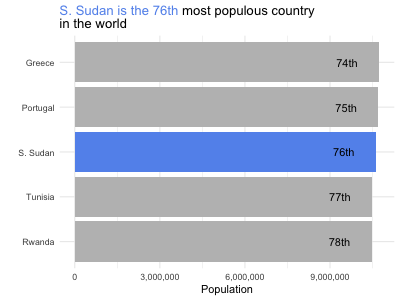 S. Sudan is the 76th most populous country
in the world
Greece 74th
Portugal 75th
S. Sudan 76th
Tunisia 77th
Rwanda 78th
0 3,000,000 6,000,000 9,000,000
Population